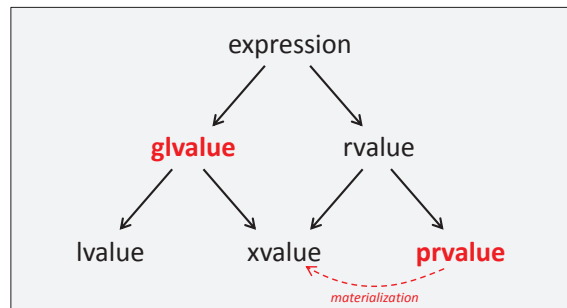 expression
glvalue rvalue
lvalue xvalue prvalue
materialization